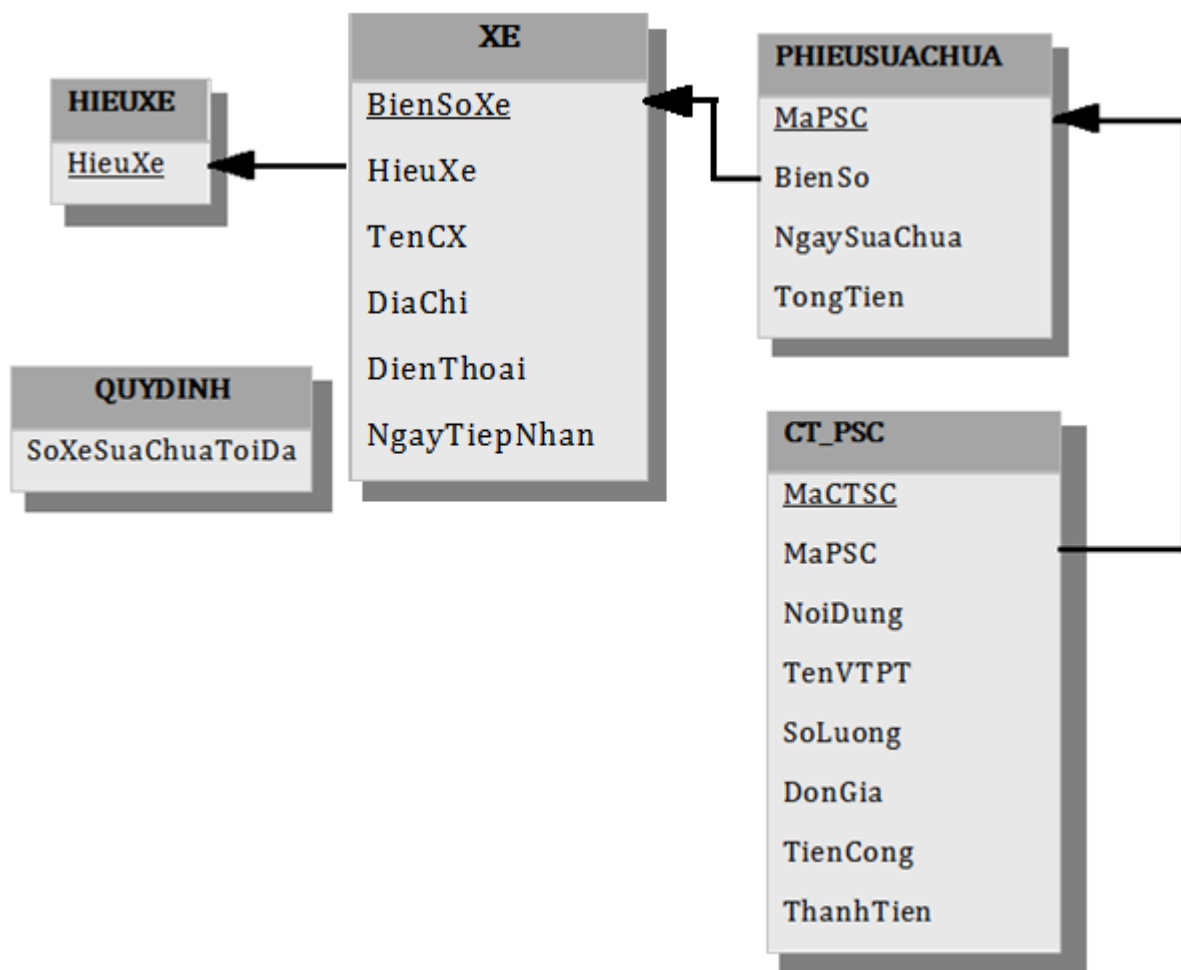 HIEUXE
HieuXe
QUYDINH
SoXeSuaChuaToiDa
XE
BienSoXe
HieuXe
TenCX
DiaChi
DienThoai
NgayTiepNhan
PHIEUSUACHUA
MaPSC
BienSo
NgaySuaChua
TongTien
CT_PSC
MaCTSC
MaPSC
NoiDung
TenVTPT
SoLuong
DonGia
TienCong
ThanhTien